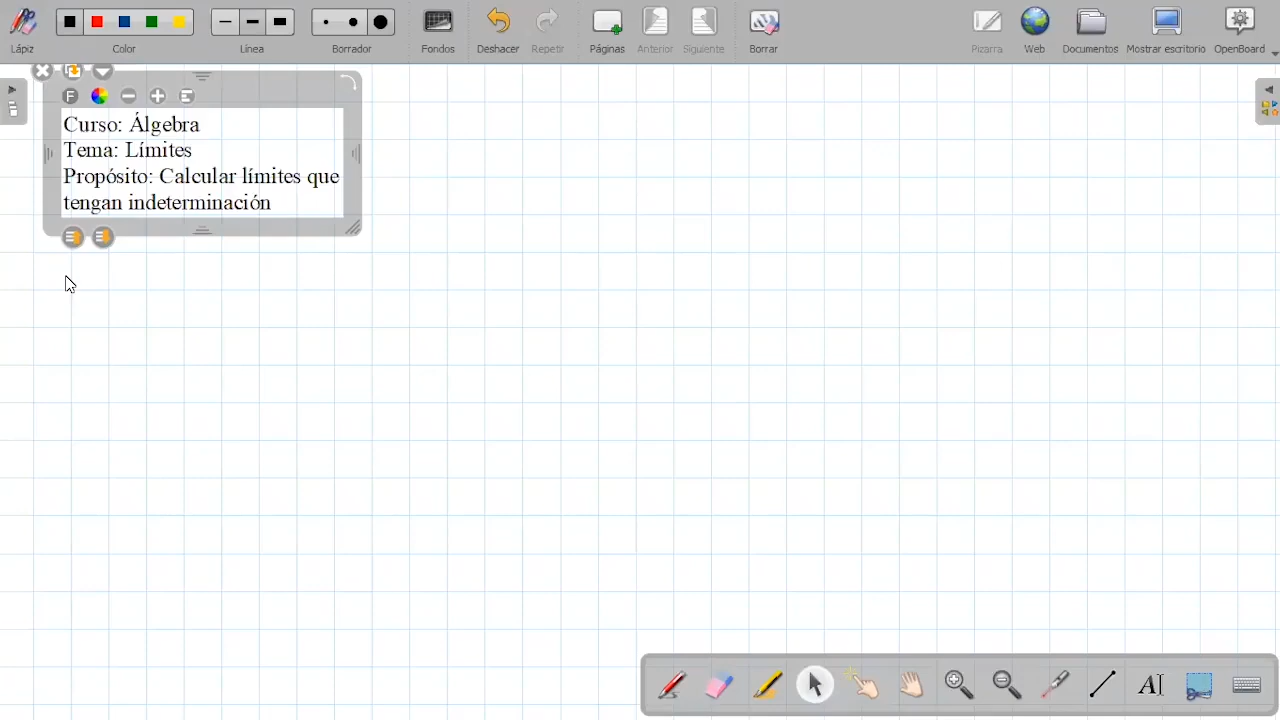 Lápiz
Color
Línea
Borrador
Fondos
Deshacer
Repetir
Páginas
Anterior
Siguiente
Borrar
Pizarra
Web
Documentos
Mostrar escritorio
OpenBoard
F
Curso: Álgebra
Tema: Límites
Propósito: Calcular límites que
tengan indeterminación
AI